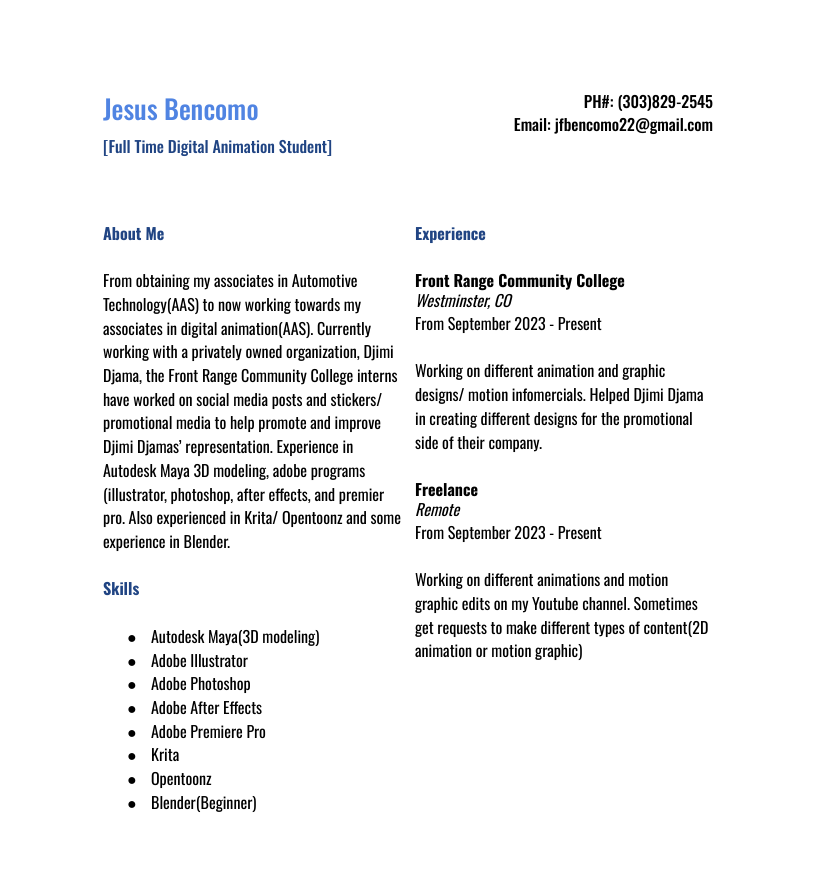 Jesus Bencomo
[Full Time Digital Animation Student]
PH#: (303)829-2545
Email: jfbencomo22@gmail.com
About Me
From obtaining my associates in Automotive
Technology(AAS) to now working towards my
associates in digital animation(AAS). Currently
working with a privately owned organization, Djimi
Djama, the Front Range Community College interns
have worked on social media posts and stickers/
promotional media to help promote and improve
Djimi Djamas’ representation. Experience in
Autodesk Maya 3D modeling, adobe programs
(illustrator, photoshop, after effects, and premier
pro. Also experienced in Krita/ Opentoonz and some
experience in Blender.
Skills
● Autodesk Maya(3D modeling)
● Adobe Illustrator
● Adobe Photoshop
● Adobe After Effects
● Adobe Premiere Pro
● Krita
● Opentoonz
● Blender(Beginner)
Experience
Front Range Community College
Westminster, CO
From September 2023 - Present
Working on different animation and graphic
designs/ motion infomercials. Helped Djimi Djama
in creating different designs for the promotional
side of their company.
Freelance
Remote
From September 2023 - Present
Working on different animations and motion
graphic edits on my Youtube channel. Sometimes
get requests to make different types of content(2D
animation or motion graphic)